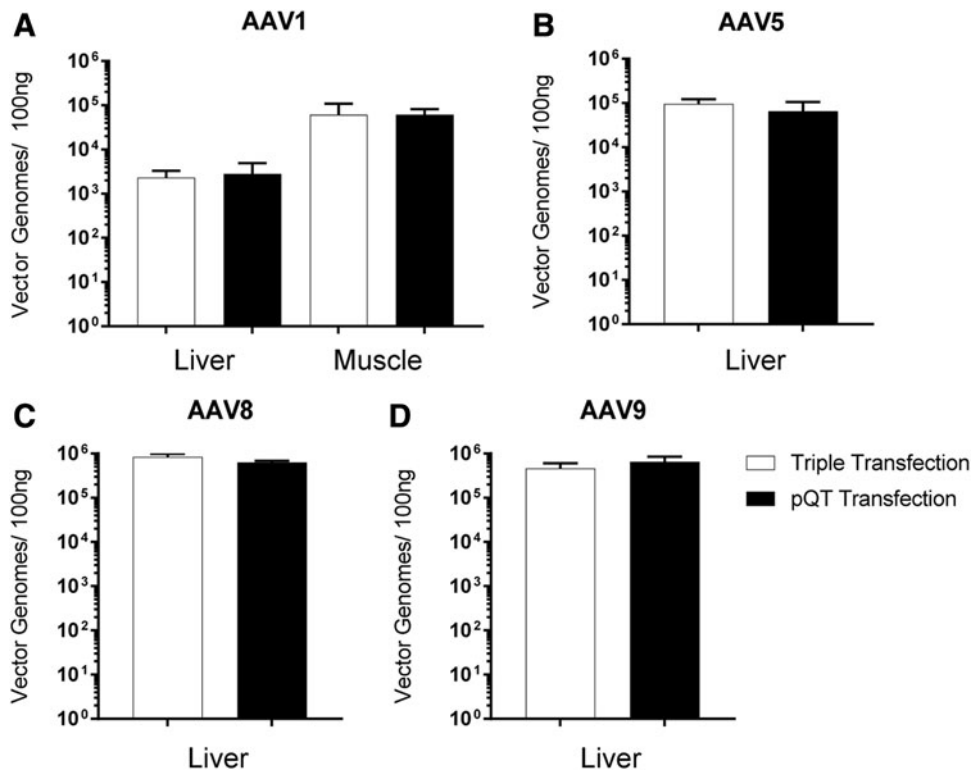 A
AAV1
Vector Genomes/ 100ng
10⁶
10⁵
10⁴
10³
10²
10¹
10⁰
Liver
Muscle
B
AAV5
Vector Genomes/ 100ng
10⁶
10⁵
10⁴
10³
10²
10¹
10⁰
Liver
C
AAV8
Vector Genomes/ 100ng
10⁶
10⁵
10⁴
10³
10²
10¹
10⁰
Liver
D
AAV9
Vector Genomes/ 100ng
10⁶
10⁵
10⁴
10³
10²
10¹
10⁰
Liver
Triple Transfection
pQT Transfection